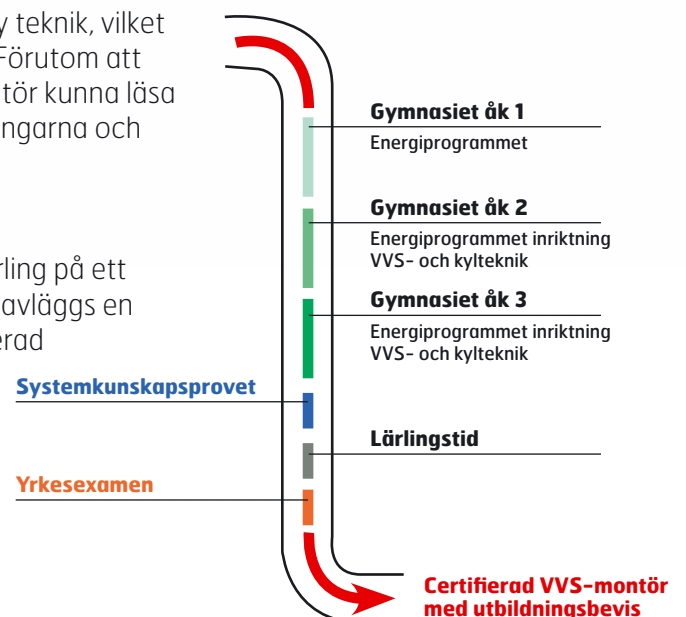 y teknik, vilket
Förutom att
tör kunna läsa
ngarna och
rling på ett
avläggs en
erad
Gymnasiet åk 1
Energiprogrammet
Gymnasiet åk 2
Energiprogrammet inriktning
VVS- och kylteknik
Gymnasiet åk 3
Energiprogrammet inriktning
VVS- och kylteknik
Systemkunskapsprovet
Lärlingstid
Yrkesexamen
Certifierad VVS-montör
med utbildningsbevis